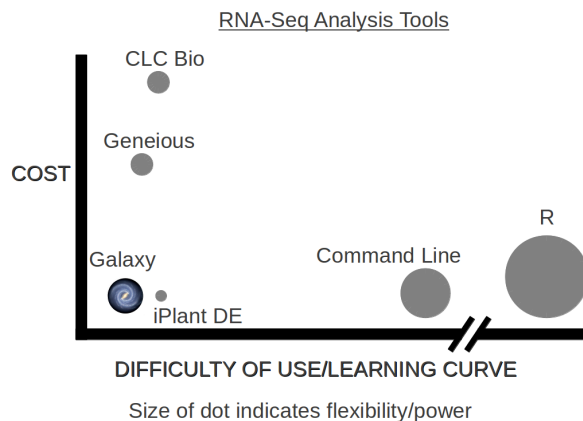 RNA-Seq Analysis Tools
CLC Bio
Geneious
COST
R
Command Line
Galaxy
iPlant DE
DIFFICULTY OF USE/LEARNING CURVE
Size of dot indicates flexibility/power